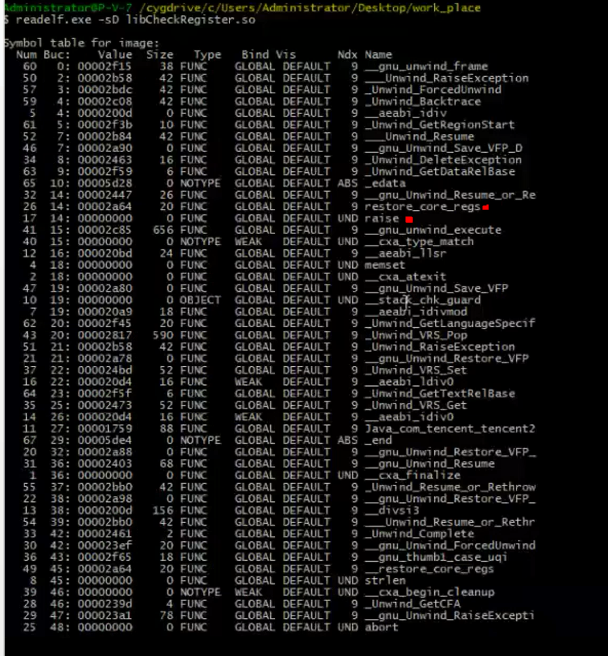 Administrator@P-V-7 /cygdrive/c/Users/Administrator/Desktop/work_place
$ readelf.exe -sD libCheckRegister.so
Symbol table for image:
Num Buc: Value Size Type Bind Vis Ndx Name
60 0: 00002f15 38 FUNC GLOBAL DEFAULT 9 __gnu_unwind_frame
50 2: 00002b58 42 FUNC GLOBAL DEFAULT 9 ___Unwind_RaiseException
57 3: 00002bdc 42 FUNC GLOBAL DEFAULT 9 _Unwind_ForcedUnwind
59 4: 00002c08 42 FUNC GLOBAL DEFAULT 9 _Unwind_Backtrace
5 4: 0000200d 0 FUNC GLOBAL DEFAULT 9 __aeabi_idiv
61 5: 00002f3b 10 FUNC GLOBAL DEFAULT 9 _Unwind_GetRegionStart
52 7: 00002b84 42 FUNC GLOBAL DEFAULT 9 ___Unwind_Resume
46 7: 00002a90 0 FUNC GLOBAL DEFAULT 9 __gnu_Unwind_Save_VFP_D
34 8: 00002463 16 FUNC GLOBAL DEFAULT 9 _Unwind_DeleteException
63 9: 00002f59 6 FUNC GLOBAL DEFAULT 9 _Unwind_GetDataRelBase
65 10: 00005d28 0 NOTYPE GLOBAL DEFAULT ABS _edata
32 14: 00002447 26 FUNC GLOBAL DEFAULT 9 __gnu_Unwind_Resume_or_Re
26 14: 00002a64 20 FUNC GLOBAL DEFAULT 9 restore_core_regs
17 14: 00000000 0 FUNC GLOBAL DEFAULT UND raise
41 15: 00002c85 656 FUNC GLOBAL DEFAULT 9 __gnu_unwind_execute
40 15: 00000000 0 NOTYPE WEAK DEFAULT UND __cxa_type_match
12 16: 000020bd 24 FUNC GLOBAL DEFAULT 9 __aeabi_llsr
4 18: 00000000 0 FUNC GLOBAL DEFAULT UND memset
2 18: 00000000 0 FUNC GLOBAL DEFAULT UND __cxa_atexit
47 19: 00002a80 0 FUNC GLOBAL DEFAULT 9 __gnu_Unwind_Save_VFP
10 19: 00000000 0 OBJECT GLOBAL DEFAULT UND __stack_chk_guard
7 19: 000020a9 18 FUNC GLOBAL DEFAULT 9 __aeabi_idivmod
62 20: 00002f45 20 FUNC GLOBAL DEFAULT 9 _Unwind_GetLanguageSpecif
43 20: 00002817 590 FUNC GLOBAL DEFAULT 9 _Unwind_VRS_Pop
51 21: 00002b58 42 FUNC GLOBAL DEFAULT 9 _Unwind_RaiseException
21 21: 00002a78 0 FUNC GLOBAL DEFAULT 9 __gnu_Unwind_Restore_VFP
37 22: 000024bd 52 FUNC GLOBAL DEFAULT 9 _Unwind_VRS_Set
16 22: 000020d4 16 FUNC WEAK DEFAULT 9 __aeabi_ldiv0
64 23: 00002f5f 6 FUNC GLOBAL DEFAULT 9 _Unwind_GetTextRelBase
35 25: 00002473 52 FUNC GLOBAL DEFAULT 9 _Unwind_VRS_Get
14 26: 000020d4 16 FUNC WEAK DEFAULT 9 __aeabi_idiv0
11 27: 00001759 88 FUNC GLOBAL DEFAULT 9 Java_com_tencent_tencent2
67 29: 00005de4 0 NOTYPE GLOBAL DEFAULT ABS _end
20 32: 00002a88 0 FUNC GLOBAL DEFAULT 9 __gnu_Unwind_Restore_VFP_
31 36: 00002403 68 FUNC GLOBAL DEFAULT 9 __gnu_Unwind_Resume
1 36: 00000000 0 FUNC GLOBAL DEFAULT UND __cxa_finalize
55 37: 00002bb0 42 FUNC GLOBAL DEFAULT 9 _Unwind_Resume_or_Rethrow
22 38: 00002a98 0 FUNC GLOBAL DEFAULT 9 __gnu_Unwind_Restore_VFP_
13 38: 0000200d 156 FUNC GLOBAL DEFAULT 9 __divsi3
54 39: 00002bb0 42 FUNC GLOBAL DEFAULT 9 ___Unwind_Resume_or_Rethr
33 42: 00002461 2 FUNC GLOBAL DEFAULT 9 _Unwind_Complete
30 42: 000023ef 20 FUNC GLOBAL DEFAULT 9 __gnu_Unwind_ForcedUnwind
36 43: 00002f65 18 FUNC GLOBAL DEFAULT 9 __gnu_thumb1_case_uqi
49 45: 00002a64 20 FUNC GLOBAL DEFAULT 9 __restore_core_regs
8 45: 00000000 0 FUNC GLOBAL DEFAULT UND strlen
39 46: 00000000 0 NOTYPE WEAK DEFAULT UND __cxa_begin_cleanup
28 46: 0000239d 4 FUNC GLOBAL DEFAULT 9 _Unwind_GetCFA
29 47: 000023a1 78 FUNC GLOBAL DEFAULT 9 __gnu_Unwind_RaiseExcepti
25 48: 00000000 0 FUNC GLOBAL DEFAULT UND abort